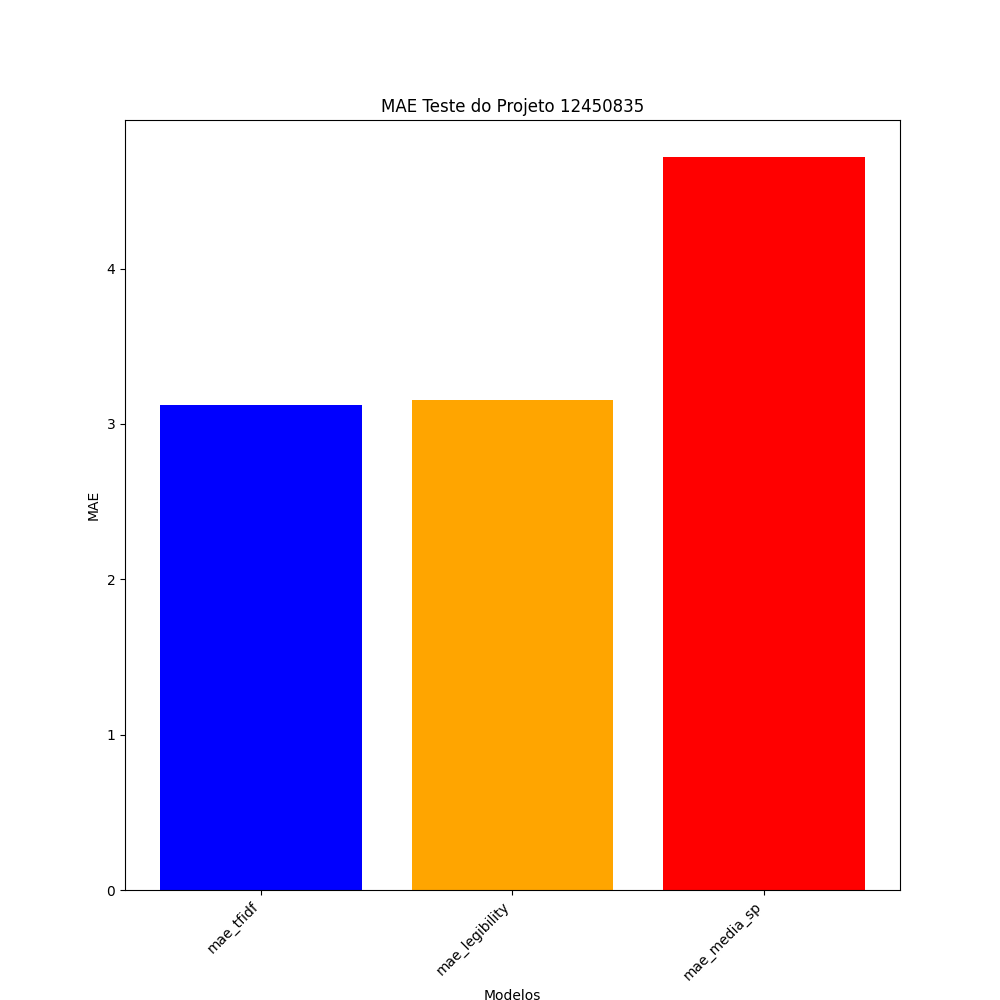 MAE Teste do Projeto 12450835
4
3
2
1
0
MAE
mae_tfidf
mae_legibility
mae_media_sp
Modelos